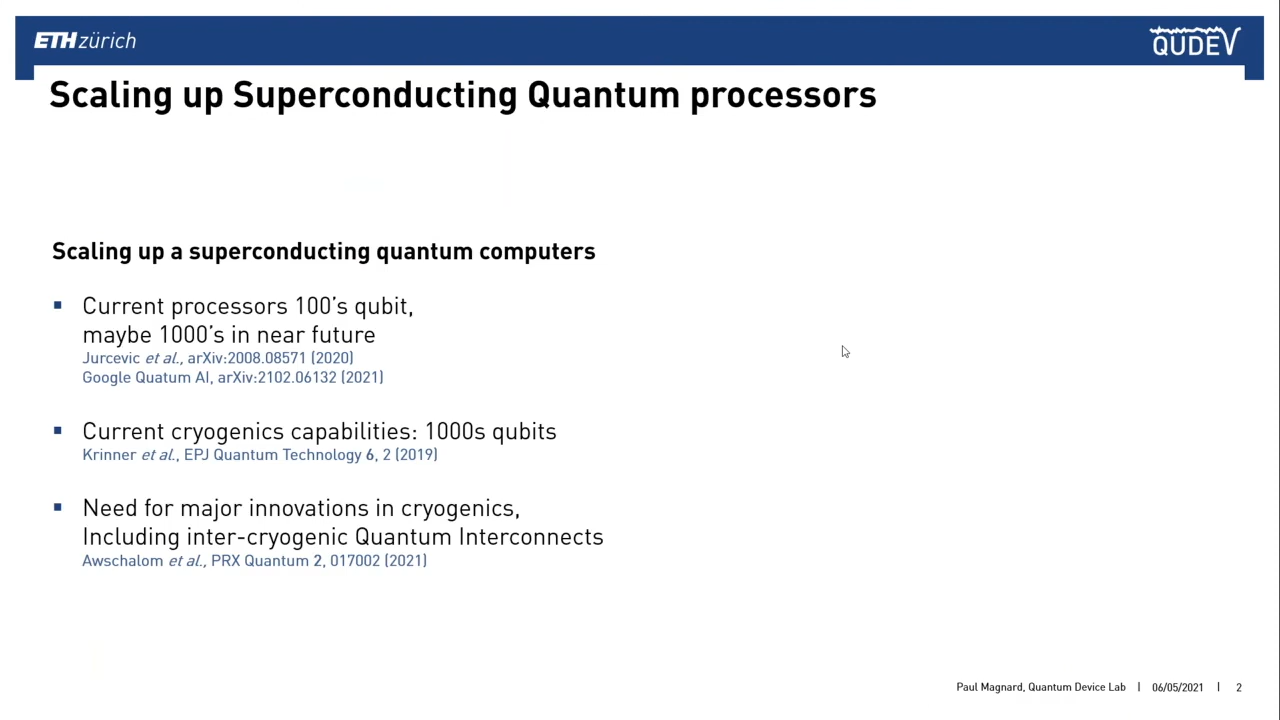 ETH zürich
QUDEV
Scaling up Superconducting Quantum processors
Scaling up a superconducting quantum computers
▪ Current processors 100’s qubit,
maybe 1000’s in near future
Jurcevic et al., arXiv:2008.08571 (2020)
Google Quatum AI, arXiv:2102.06132 (2021)
▪ Current cryogenics capabilities: 1000s qubits
Krinner et al., EPJ Quantum Technology 6, 2 (2019)
▪ Need for major innovations in cryogenics,
Including inter-cryogenic Quantum Interconnects
Awschalom et al., PRX Quantum 2, 017002 (2021)
Paul Magnard, Quantum Device Lab | 06/05/2021 | 2